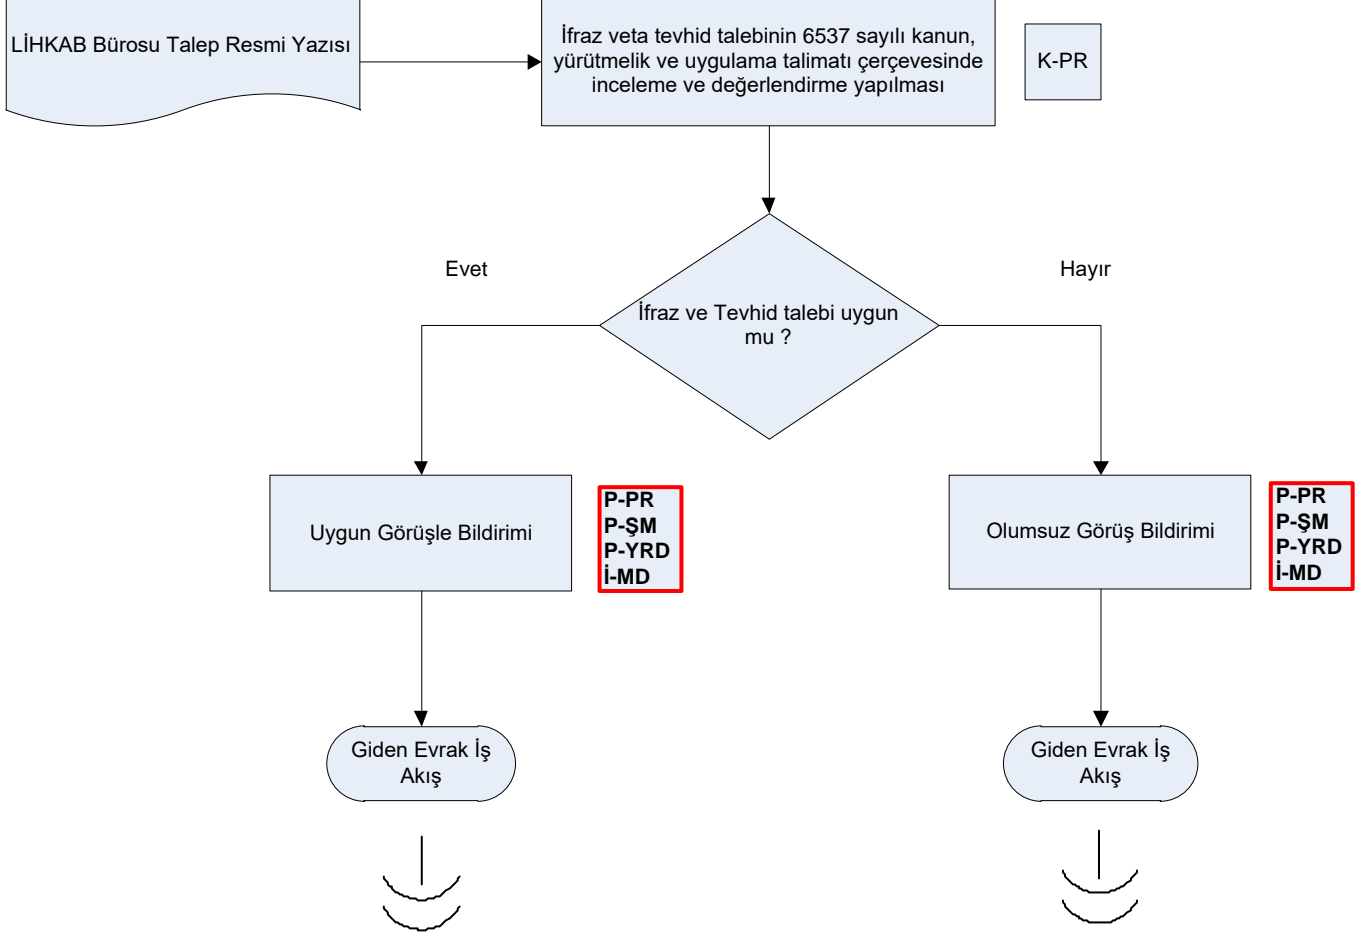 LİHKAB Bürosu Talep Resmi Yazısı
İfraz veta tevhid talebinin 6537 sayılı kanun,
yürütmelik ve uygulama talimatı çerçevesinde
inceleme ve değerlendirme yapılması
K-PR
Evet
Hayır
İfraz ve Tevhid talebi uygun
mu ?
Uygun Görüşle Bildirimi
P-PR
P-ŞM
P-YRD
İ-MD
Olumsuz Görüş Bildirimi
P-PR
P-ŞM
P-YRD
İ-MD
Giden Evrak İş
Akış
Giden Evrak İş
Akış